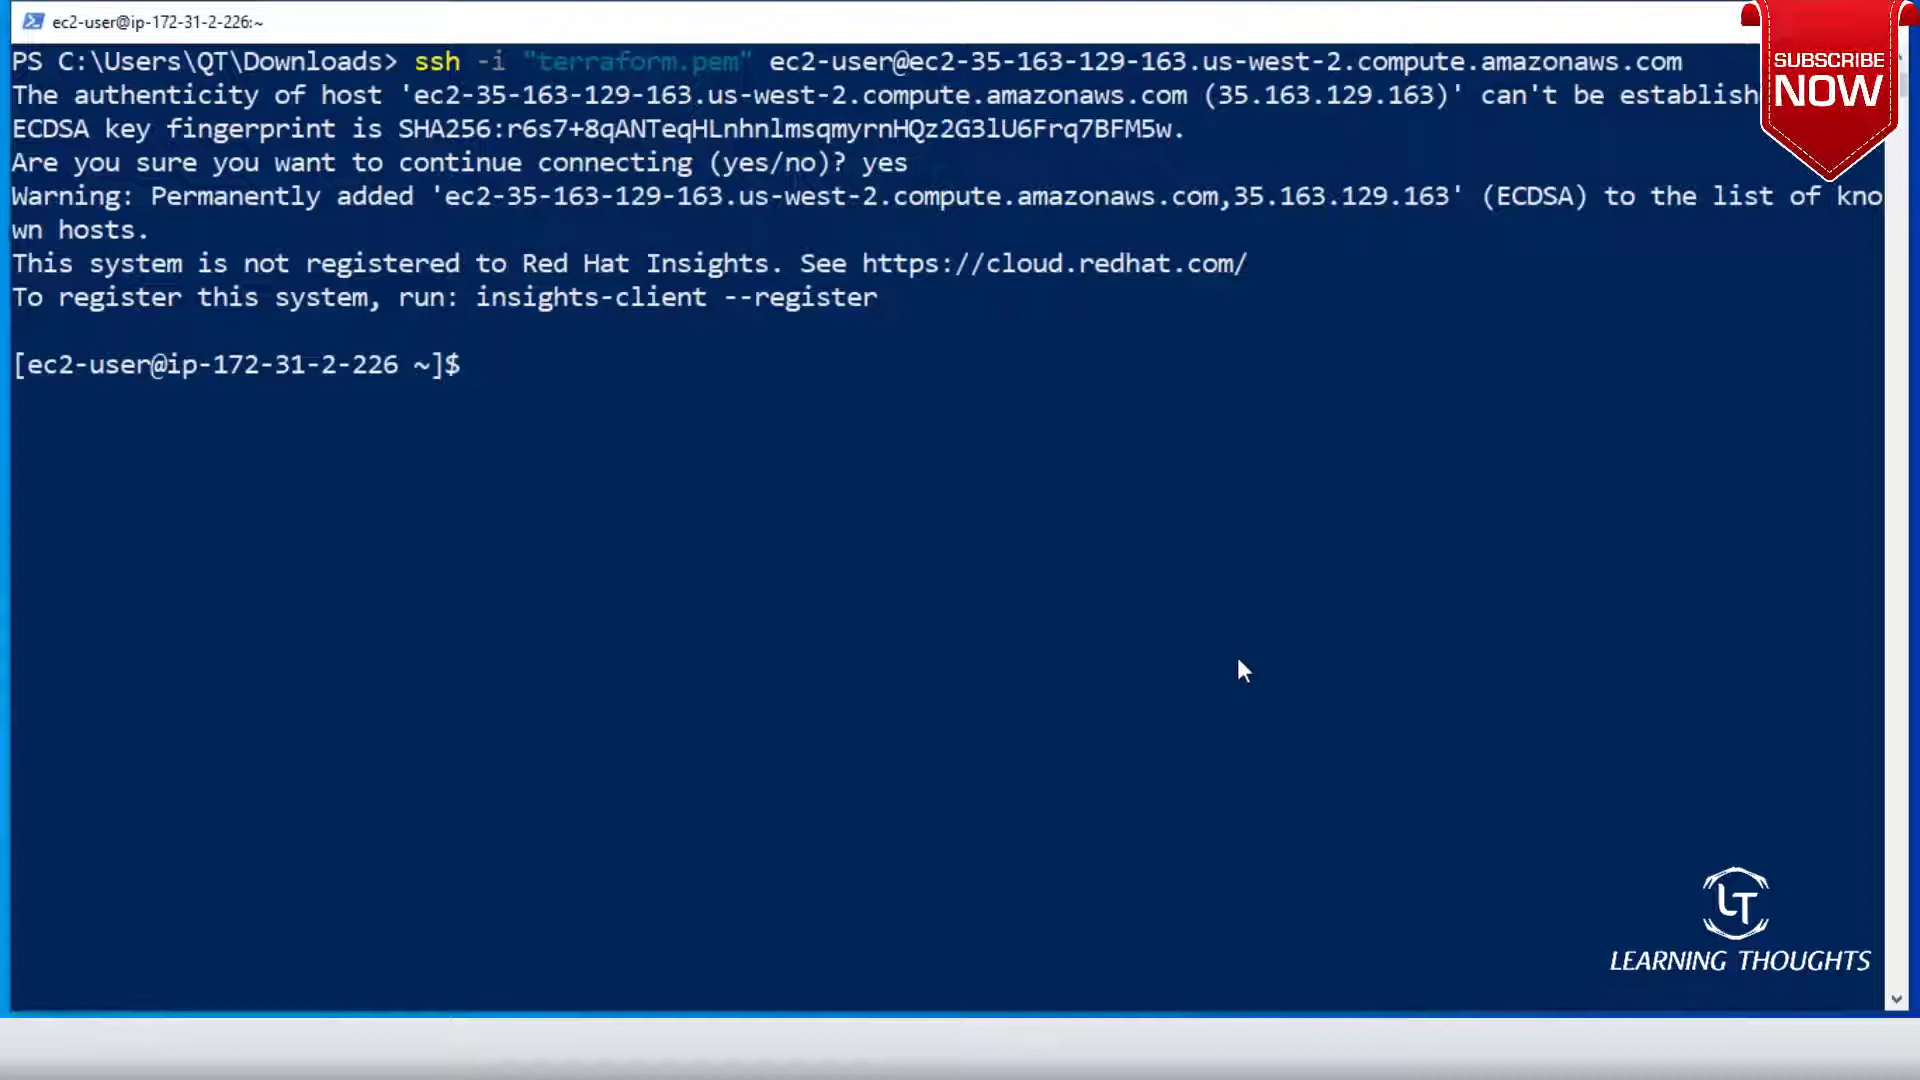 ec2-user@ip-172-31-2-226:~
PS C:\Users\QT\Downloads> ssh -i "terraform.pem" ec2-user@ec2-35-163-129-163.us-west-2.compute.amazonaws.com
The authenticity of host 'ec2-35-163-129-163.us-west-2.compute.amazonaws.com (35.163.129.163)' can't be establish
ECDSA key fingerprint is SHA256:r6s7+8qANTeqHLnhnlmsqmyrnHQz2G3lU6Frq7BFM5w.
Are you sure you want to continue connecting (yes/no)? yes
Warning: Permanently added 'ec2-35-163-129-163.us-west-2.compute.amazonaws.com,35.163.129.163' (ECDSA) to the list of kno
wn hosts.
This system is not registered to Red Hat Insights. See https://cloud.redhat.com/
To register this system, run: insights-client --register
[ec2-user@ip-172-31-2-226 ~]$
SUBSCRIBE
NOW
LT
LEARNING THOUGHTS